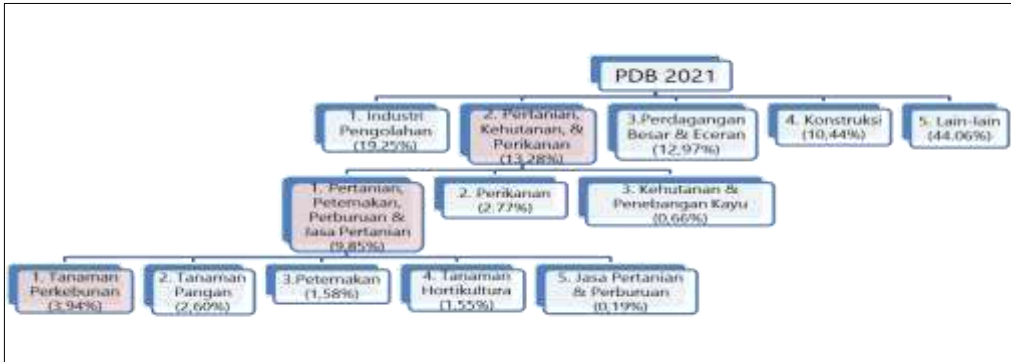 PDB 2021
1. Industri
Pengolahan
(19,25%)
2. Pertanian,
Kehutanan, &
Perikanan
(13,28%)
3.Perdagangan
Besar & Eceran
(12,97%)
4. Konstruksi
(10,44%)
5. Lain-lain
(44.06%)
1. Pertanian,
Peternakan,
Perburuan &
Jasa Pertanian
(9,85%)
2. Perikanan
(2.77%)
3. Kehutanan &
Penebangan Kayu
(0,66%)
1. Tanaman
Perkebunan
(3,94%)
2. Tanaman
Pangan
(2,60%)
3.Peternakan
(1,58%)
4. Tanaman
Hortikultura
(1,55%)
5. Jasa Pertanian
& Perburuan
(0,19%)